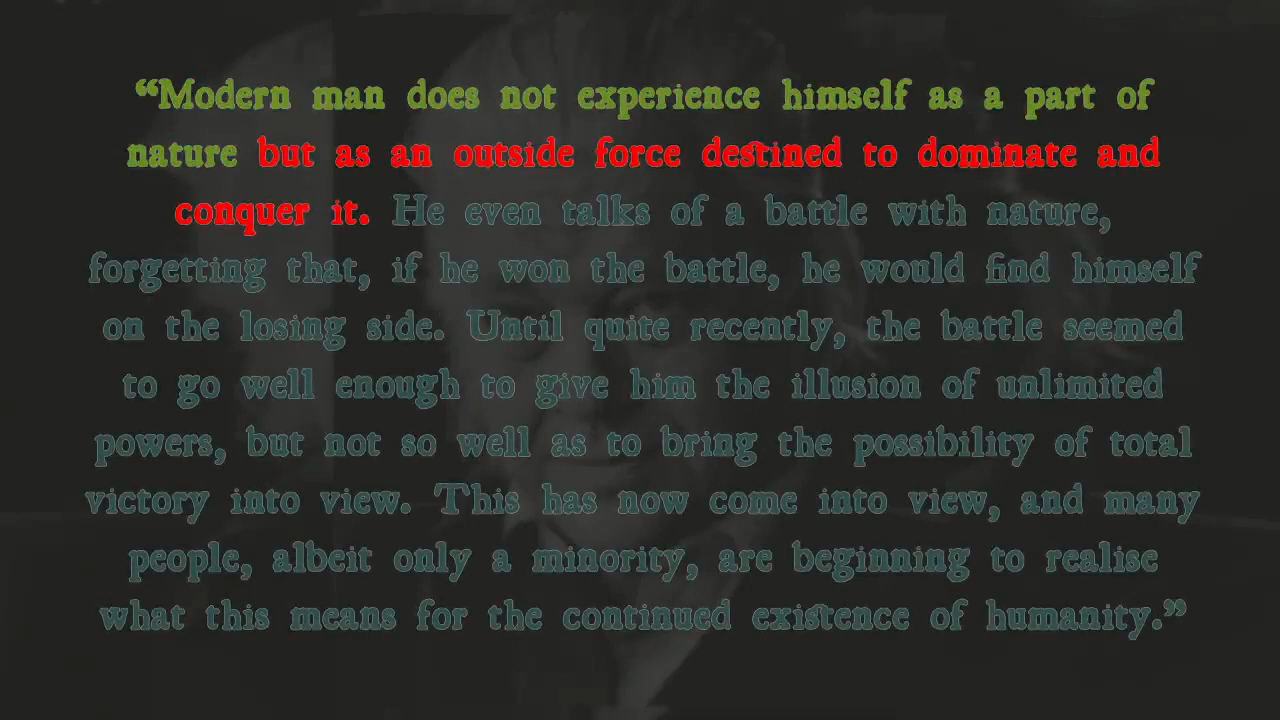 “Modern man does not experience himself as a part of
nature but as an outside force destined to dominate and
conquer it. He even talks of a battle with nature,
forgetting that, if he won the battle, he would find himself
on the losing side. Until quite recently, the battle seemed
to go well enough to give him the illusion of unlimited
powers, but not so well as to bring the possibility of total
victory into view. This has now come into view, and many
people, albeit only a minority, are beginning to realise
what this means for the continued existence of humanity.”